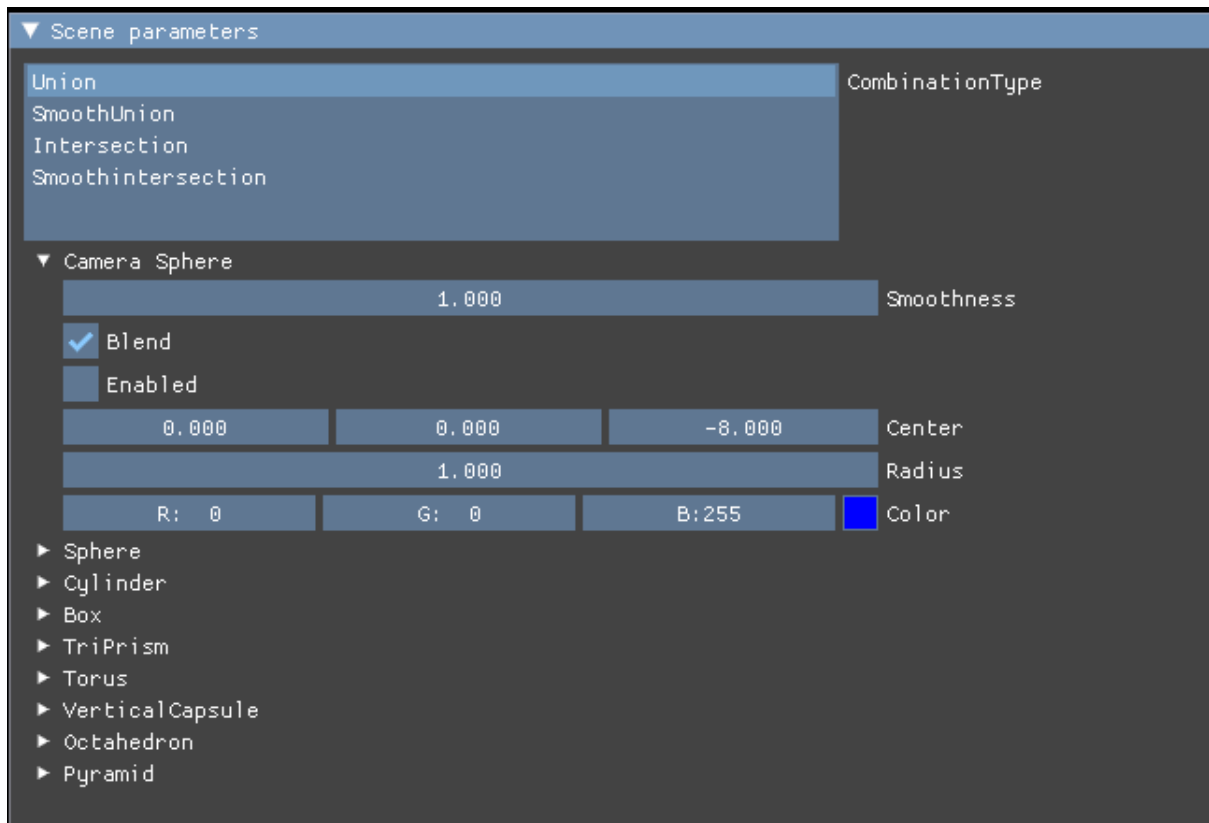 Scene parameters
Union CombinationType
SmoothUnion
Intersection
Smoothintersection
Camera Sphere
1.000 Smoothness
Blend
Enabled
0.000 0.000 -8.000 Center
1.000 Radius
R: 0 G: 0 B:255 Color
Sphere
Cylinder
Box
TriPrism
Torus
VerticalCapsule
Octahedron
Pyramid